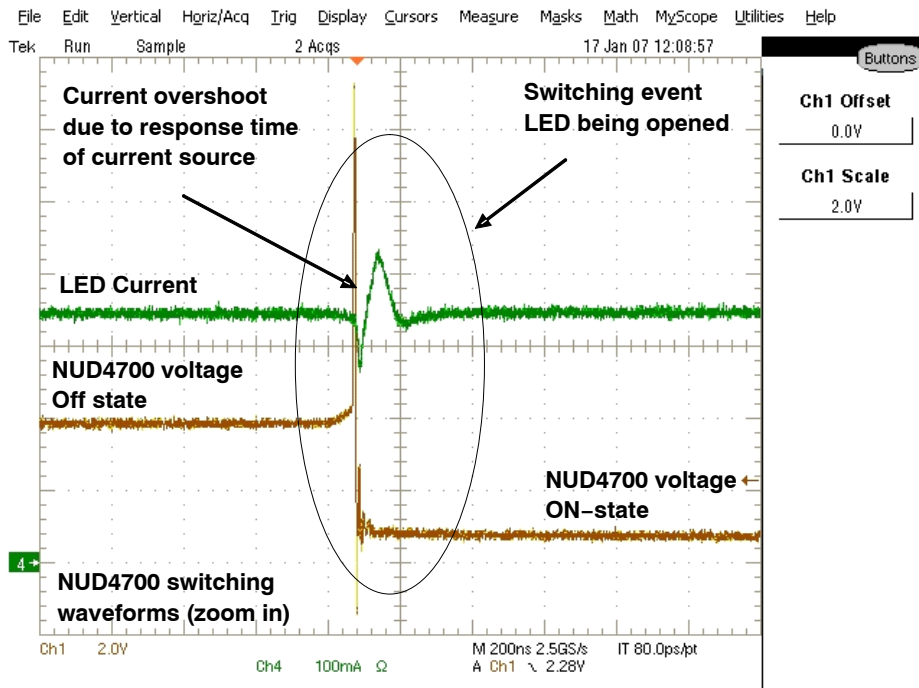 File Edit Vertical Horiz/Acq Trig Display Cursors Measure Masks Math MyScope Utilities Help
Tek Run Sample 2 Acqs 17 Jan 07 12:08:57
Buttons
Current overshoot
due to response time
of current source
Switching event
LED being opened
Ch1 Offset
0.0V
Ch1 Scale
2.0V
LED Current
NUD4700 voltage
Off state
NUD4700 voltage
ON−state
4
NUD4700 switching
waveforms (zoom in)
Ch1 2.0V M 200ns 2.5GS/s IT 80.0ps/pt
Ch4 100mA Ω A Ch1 \ 2.28V